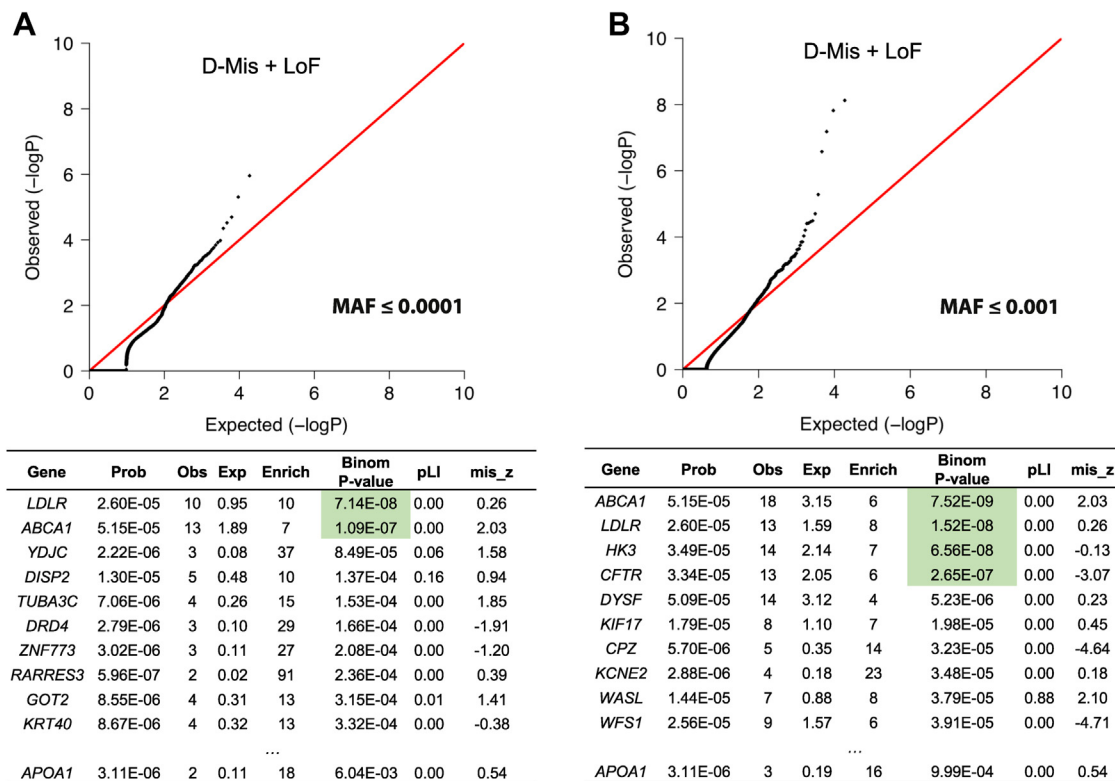 A
D-Mis + LoF
MAF ≤ 0.0001
Observed (−logP)
10
8
6
4
2
0
0 2 4 6 8 10
Expected (−logP)
Gene Prob Obs Exp Enrich Binom P-value pLI mis_z
LDLR 2.60E-05 10 0.95 10 7.14E-08 0.00 0.26
ABCA1 5.15E-05 13 1.89 7 1.09E-07 0.00 2.03
YDJC 2.22E-06 3 0.08 37 8.49E-05 0.06 1.58
DISP2 1.30E-05 5 0.48 10 1.37E-04 0.16 0.94
TUBA3C 7.06E-06 4 0.26 15 1.53E-04 0.00 1.85
DRD4 2.79E-06 3 0.10 29 1.66E-04 0.00 -1.91
ZNF773 3.02E-06 3 0.11 27 2.08E-04 0.00 -1.20
RARRES3 5.96E-07 2 0.02 91 2.36E-04 0.00 0.39
GOT2 8.55E-06 4 0.31 13 3.15E-04 0.01 1.41
KRT40 8.67E-06 4 0.32 13 3.32E-04 0.00 -0.38
...
APOA1 3.11E-06 2 0.11 18 6.04E-03 0.00 0.54
B
D-Mis + LoF
MAF ≤ 0.001
Observed (−logP)
10
8
6
4
2
0
0 2 4 6 8 10
Expected (−logP)
Gene Prob Obs Exp Enrich Binom P-value pLI mis_z
ABCA1 5.15E-05 18 3.15 6 7.52E-09 0.00 2.03
LDLR 2.60E-05 13 1.59 8 1.52E-08 0.00 0.26
HK3 3.49E-05 14 2.14 7 6.56E-08 0.00 -0.13
CFTR 3.34E-05 13 2.05 6 2.65E-07 0.00 -3.07
DYSF 5.09E-05 14 3.12 4 5.23E-06 0.00 0.23
KIF17 1.79E-05 8 1.10 7 1.98E-05 0.00 0.45
CPZ 5.70E-06 5 0.35 14 3.23E-05 0.00 -4.64
KCNE2 2.88E-06 4 0.18 23 3.48E-05 0.00 0.18
WASL 1.44E-05 7 0.88 8 3.79E-05 0.88 2.10
WFS1 2.56E-05 9 1.57 6 3.91E-05 0.00 -4.71
...
APOA1 3.11E-06 3 0.19 16 9.99E-04 0.00 0.54